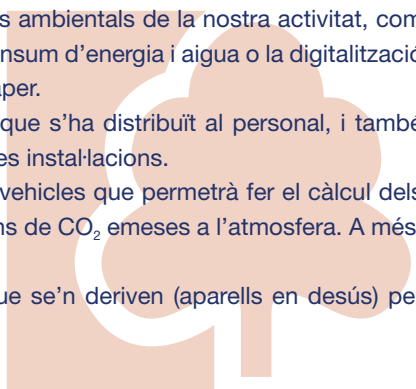 s ambientals de la nostra activitat, com
nsum d’energia i aigua o la digitalització
aper.
que s’ha distribuït al personal, i també
es instal·lacions.
vehicles que permetrà fer el càlcul dels
ns de CO₂ emeses a l’atmosfera. A més
ue se’n deriven (aparells en desús) pe